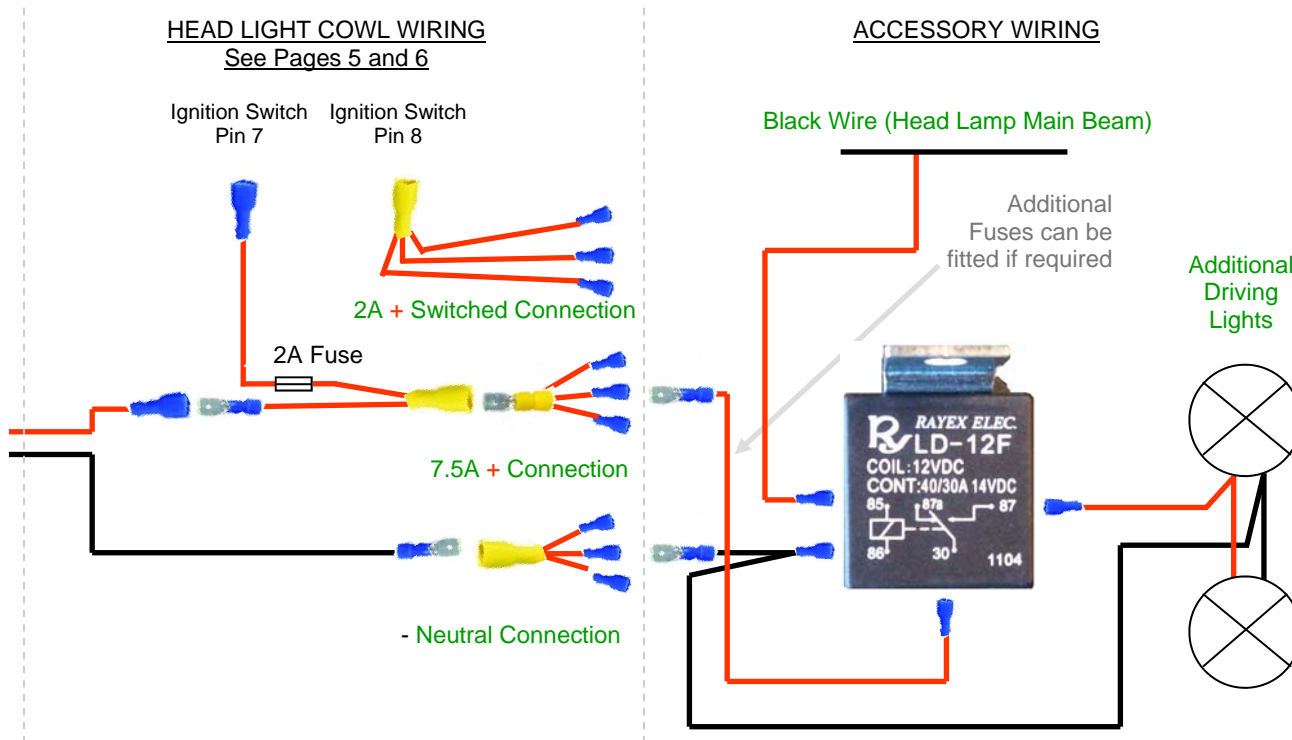 HEAD LIGHT COWL WIRING
See Pages 5 and 6
Ignition Switch
Pin 7
Ignition Switch
Pin 8
2A + Switched Connection
2A Fuse
7.5A + Connection
- Neutral Connection
ACCESSORY WIRING
Black Wire (Head Lamp Main Beam)
Additional
Fuses can be
fitted if required
Additional
Driving
Lights
RAYEX ELEC.
LD-12F
COIL:12VDC
CONT:40/30A 14VDC
85 87a 87
86 30 1104